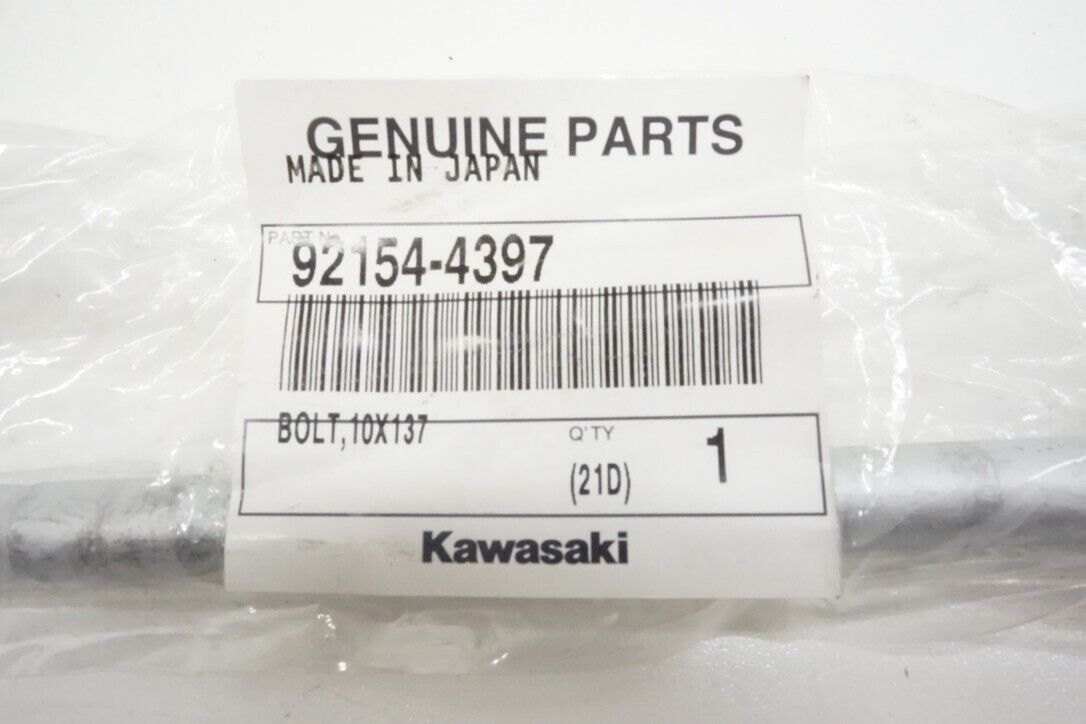 GENUINE PARTS
MADE IN JAPAN
PART No.
92154-4397
BOLT,10X137
Q'TY
1
(21D)
Kawasaki